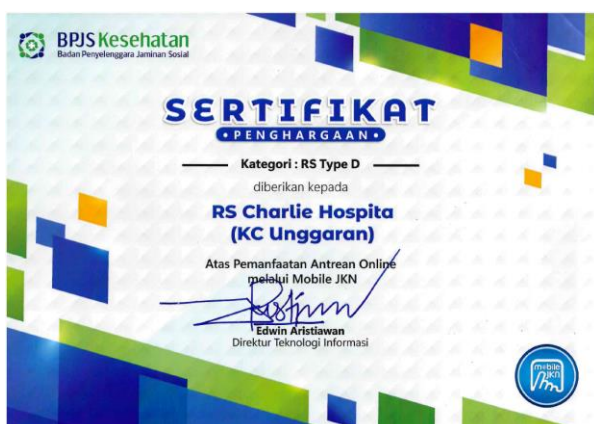 BPJS Kesehatan
Badan Penyelenggara Jaminan Sosial
SERTIFIKAT
• PENGHARGAAN •
Kategori : RS Type D
diberikan kepada
RS Charlie Hospita
(KC Unggaran)
Atas Pemanfaatan Antrean Online
melalui Mobile JKN
Edwin Aristiawan
Direktur Teknologi Informasi
mobile
JKN